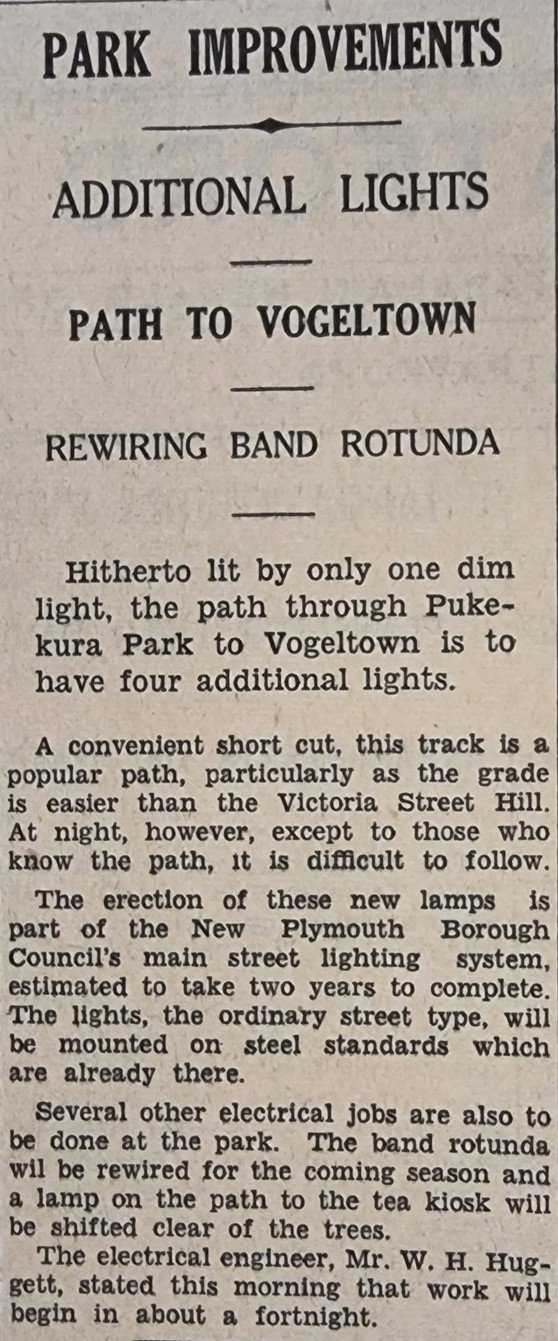 PARK IMPROVEMENTS
ADDITIONAL LIGHTS
PATH TO VOGELTOWN
REWIRING BAND ROTUNDA
Hitherto lit by only one dim
light, the path through Puke-
kura Park to Vogeltown is to
have four additional lights.
A convenient short cut, this track is a
popular path, particularly as the grade
is easier than the Victoria Street Hill.
At night, however, except to those who
know the path, it is difficult to follow.
The erection of these new lamps is
part of the New Plymouth Borough
Council's main street lighting system,
estimated to take two years to complete.
The lights, the ordinary street type, will
be mounted on steel standards which
are already there.
Several other electrical jobs are also to
be done at the park. The band rotunda
wil be rewired for the coming season and
a lamp on the path to the tea kiosk will
be shifted clear of the trees.
The electrical engineer, Mr. W. H. Hug-
gett, stated this morning that work will
begin in about a fortnight.